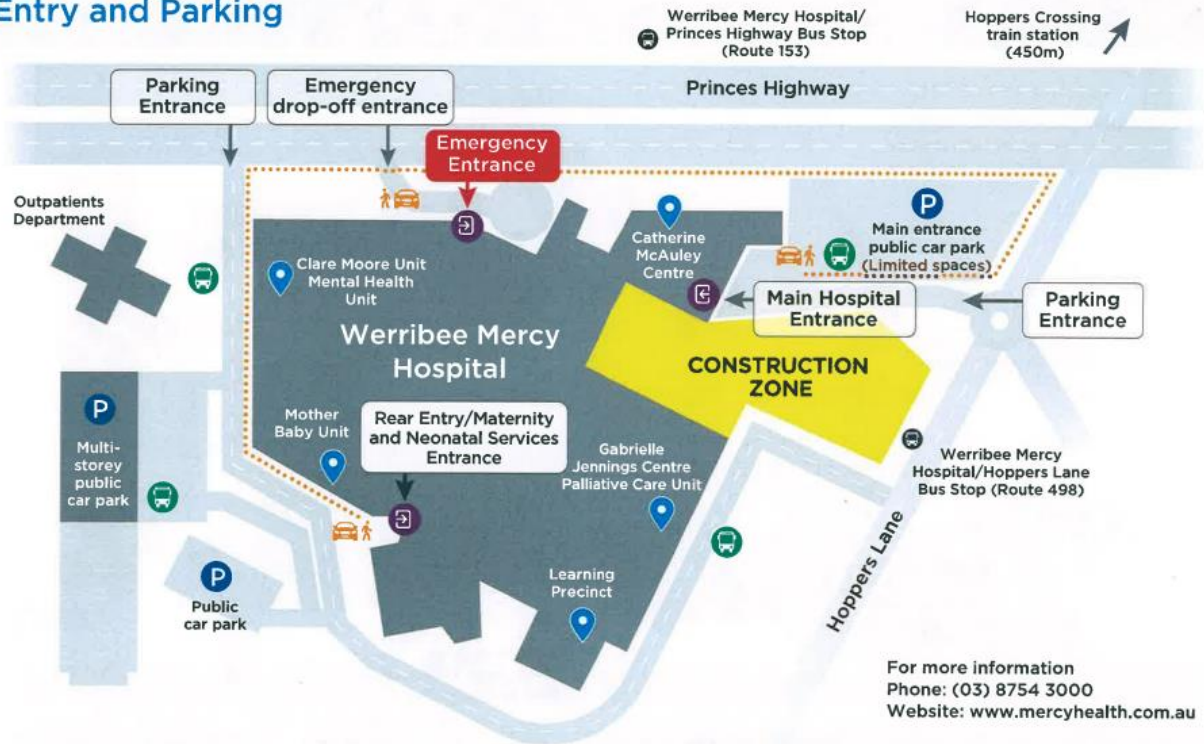 Entry and Parking
Werribee Mercy Hospital/
Princes Highway Bus Stop
(Route 153)
Hoppers Crossing
train station
(450m)
Parking
Entrance
Emergency
drop-off entrance
Princes Highway
Emergency
Entrance
Outpatients
Department
P
Main entrance
public car park
(Limited spaces)
Catherine
McAuley
Centre
Clare Moore Unit
Mental Health
Unit
Main Hospital
Entrance
Parking
Entrance
Werribee Mercy
Hospital
CONSTRUCTION
ZONE
P
Multi-
storey
public
car park
Mother
Baby Unit
Rear Entry/Maternity
and Neonatal Services
Entrance
Gabrielle
Jennings Centre
Palliative Care Unit
Werribee Mercy
Hospital/Hoppers Lane
Bus Stop (Route 498)
Hoppers Lane
P
Public
car park
Learning
Precinct
For more information
Phone: (03) 8754 3000
Website: www.mercyhealth.com.au